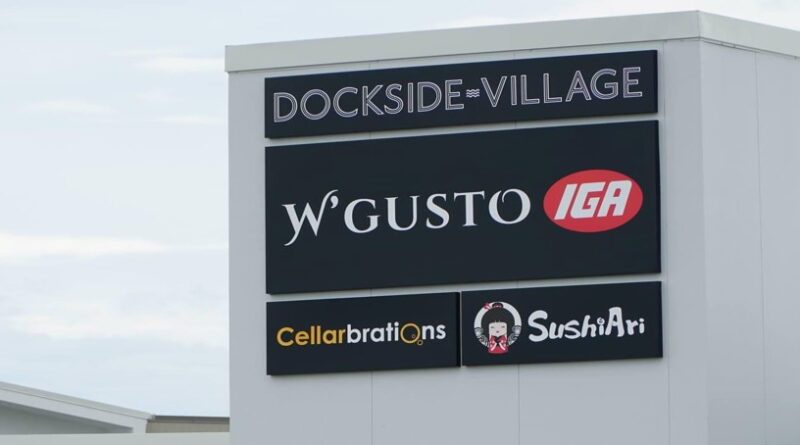 DOCKSIDE VILLAGE
W'GUSTO IGA
Cellarbrations
SushiAri